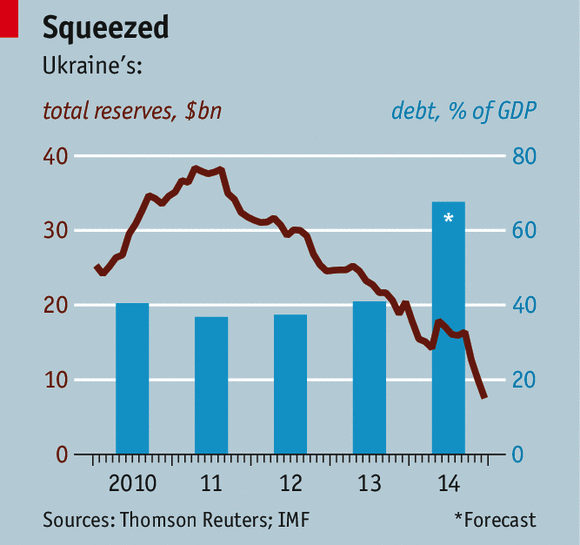 Squeezed
Ukraine's:
total reserves, $bn debt, % of GDP
40 80
30 60
20 40
10 20
0 0
*
2010 11 12 13 14
Sources: Thomson Reuters; IMF *Forecast